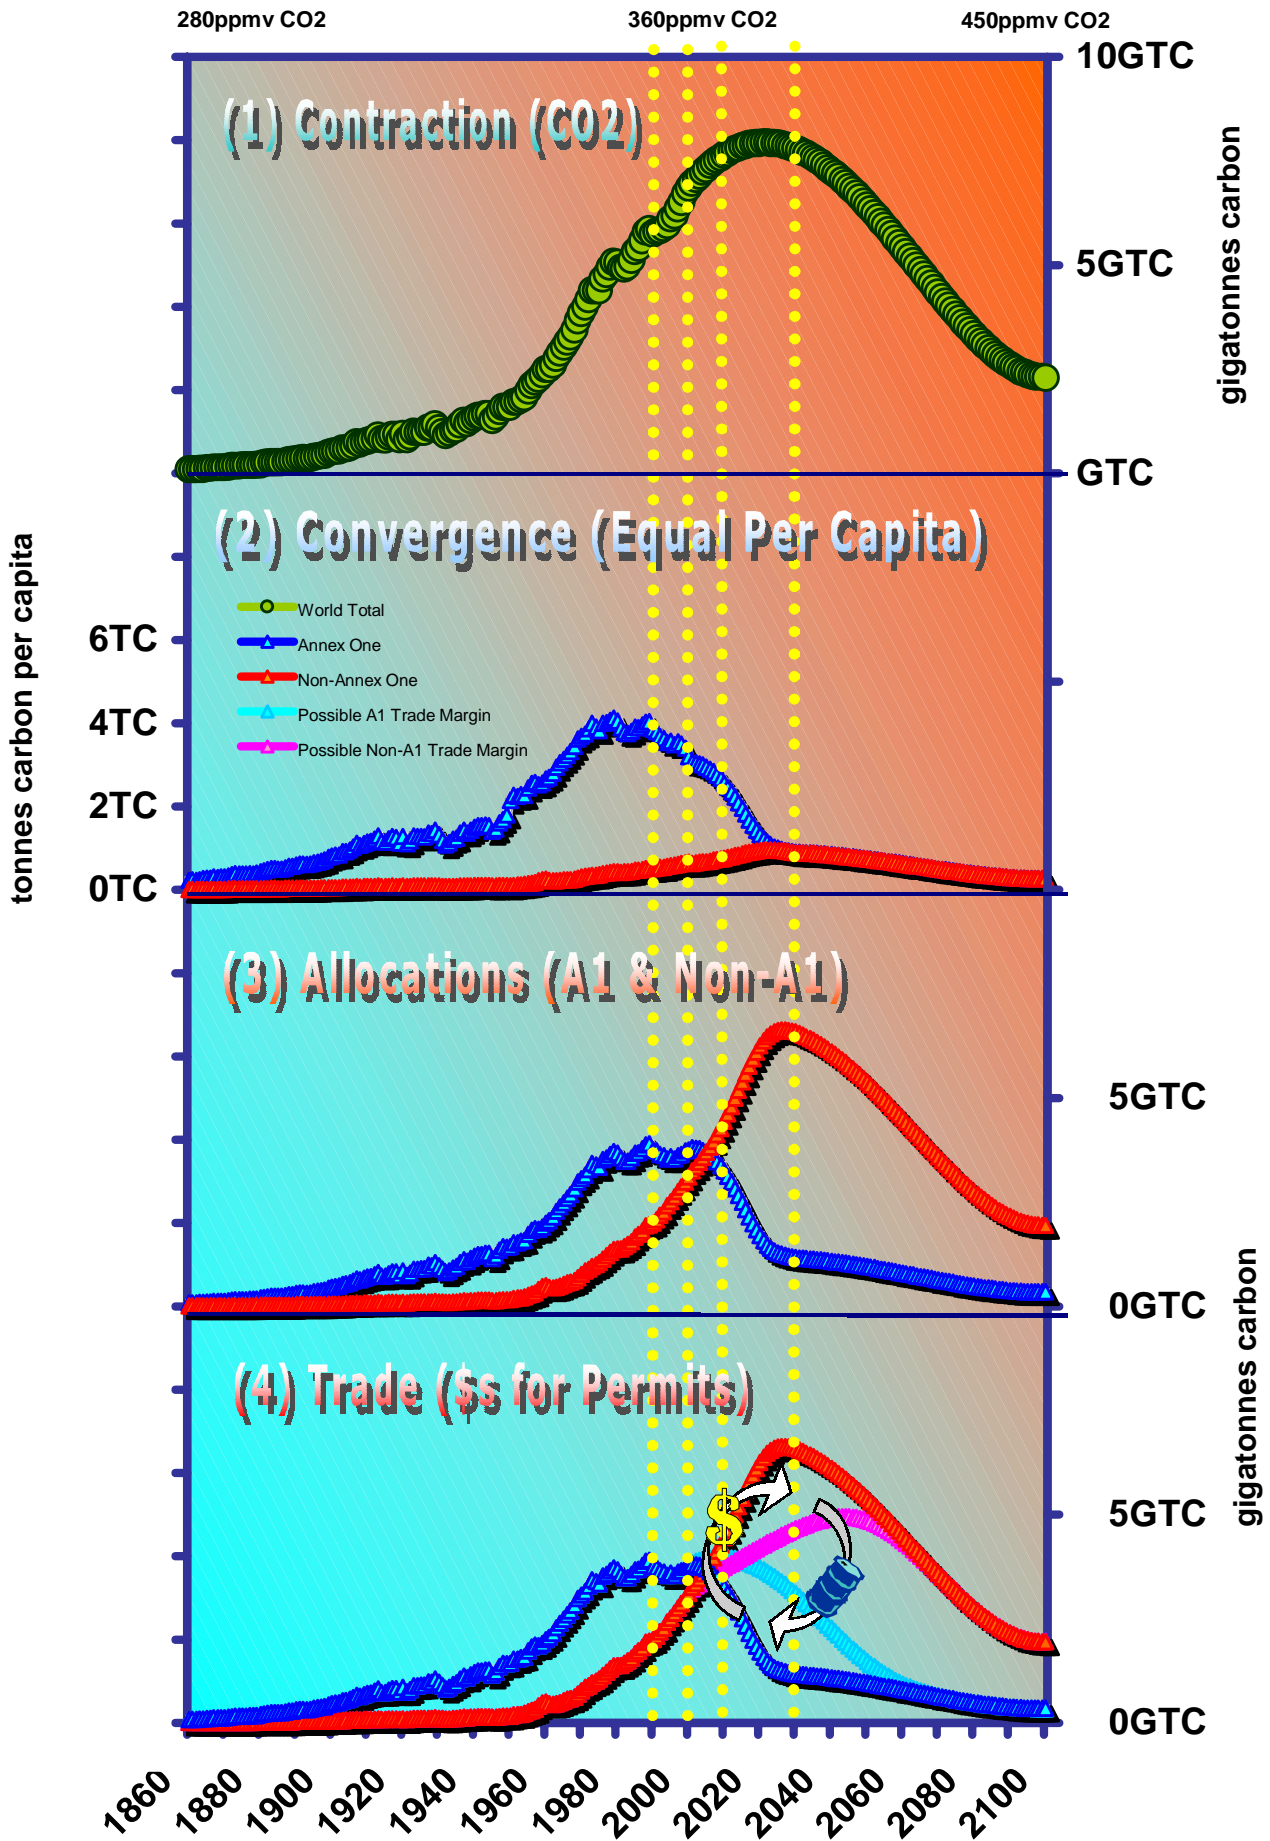 280ppmv CO2
360ppmv CO2
450ppmv CO2
10GTC
(1) Contraction (CO2)
gigatonnes carbon
5GTC
GTC
(2) Convergence (Equal Per Capita)
tonnes carbon per capita
World Total
6TC
Annex One
Non-Annex One
4TC
Possible A1 Trade Margin
Possible Non-A1 Trade Margin
2TC
0TC
(3) Allocations (A1 & Non-A1)
5GTC
0GTC
gigatonnes carbon
(4) Trade ($s for Permits)
$
5GTC
0GTC
1860
1880
1900
1920
1940
1960
1980
2000
2020
2040
2060
2080
2100